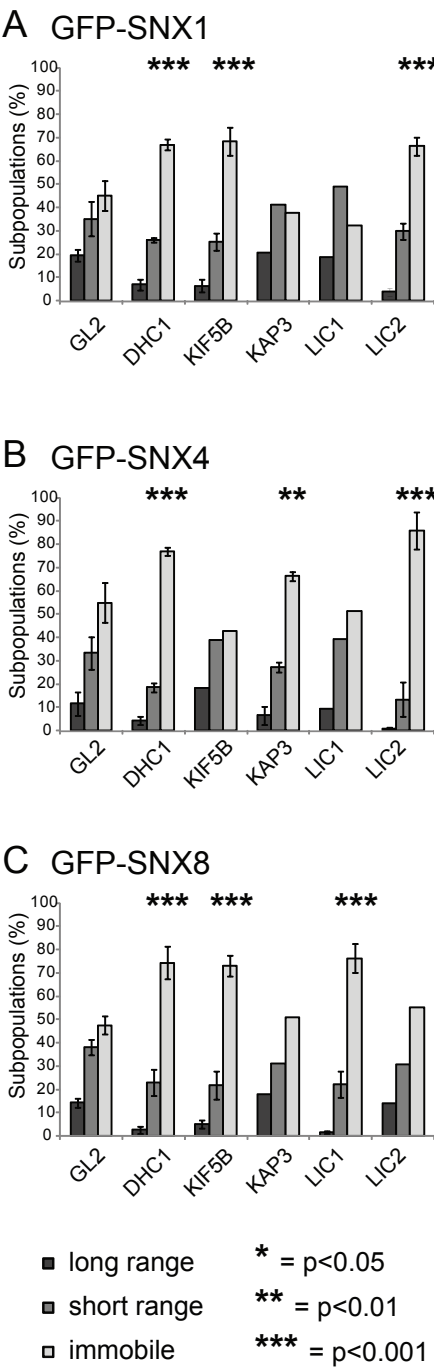 A GFP-SNX1
*** *** ***
Subpopulations (%)
100
90
80
70
60
50
40
30
20
10
0
GL2 DHC1 KIF5B KAP3 LIC1 LIC2
B GFP-SNX4
*** ** ***
Subpopulations (%)
100
90
80
70
60
50
40
30
20
10
0
GL2 DHC1 KIF5B KAP3 LIC1 LIC2
C GFP-SNX8
*** *** ***
Subpopulations (%)
100
90
80
70
60
50
40
30
20
10
0
GL2 DHC1 KIF5B KAP3 LIC1 LIC2
long range * = p<0.05
short range ** = p<0.01
immobile *** = p<0.001